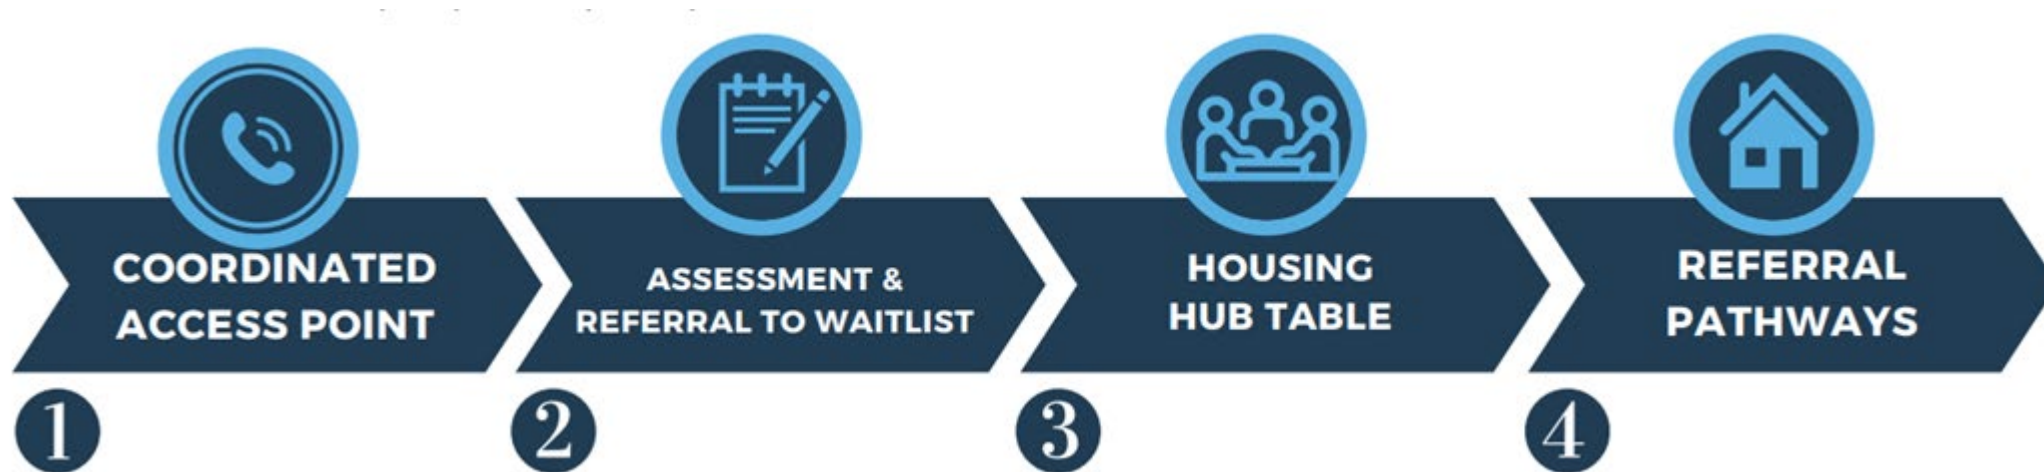 COORDINATED
ACCESS POINT
ASSESSMENT &
REFERRAL TO WAITLIST
HOUSING
HUB TABLE
REFERRAL
PATHWAYS
1
2
3
4